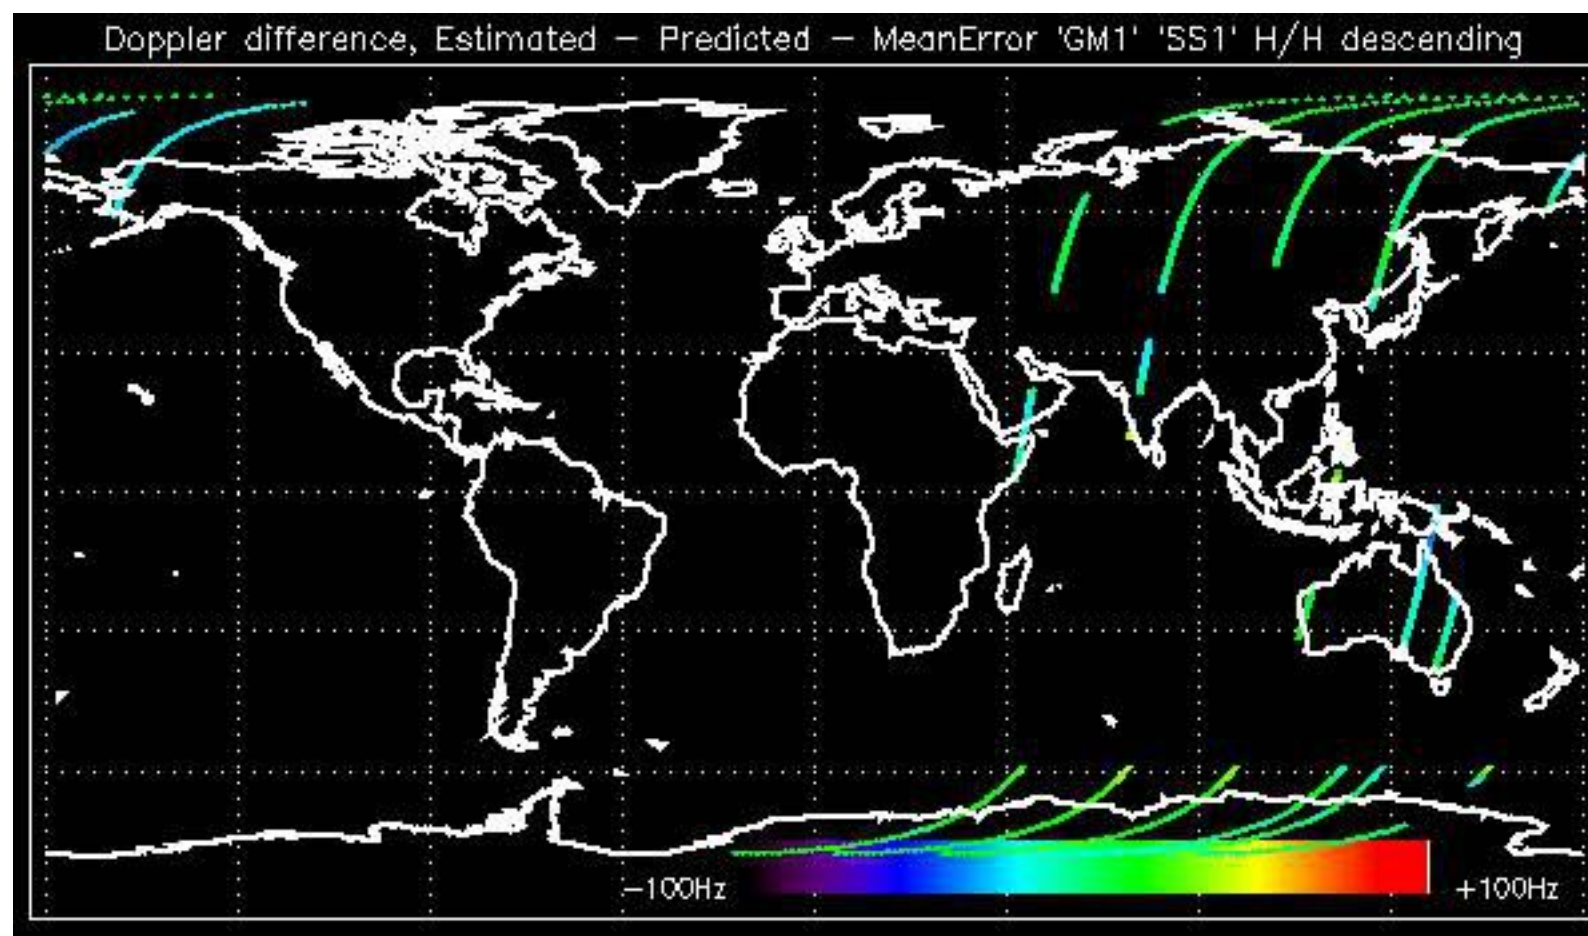 Doppler difference, Estimated – Predicted – MeanError 'GM1' 'SS1' H/H descending
-100Hz
+100Hz